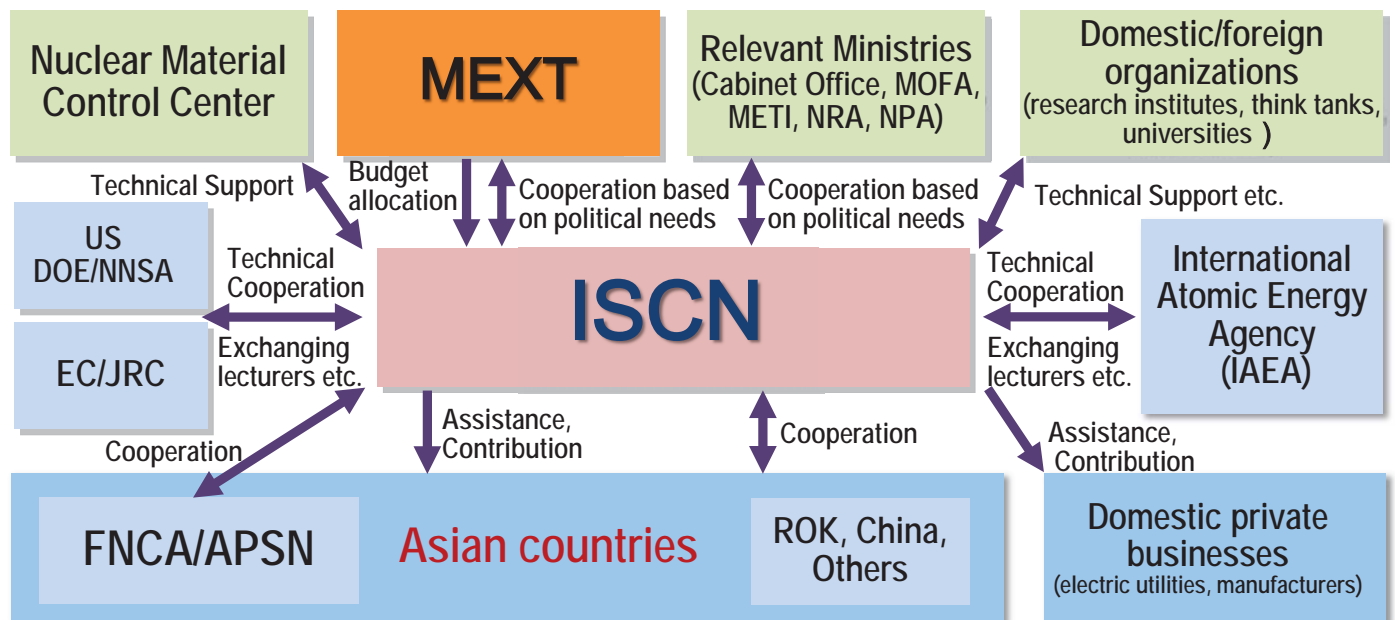 Nuclear Material
Control Center
MEXT
Relevant Ministries
(Cabinet Office, MOFA,
METI, NRA, NPA)
Domestic/foreign
organizations
(research institutes, think tanks,
universities )
Technical Support
Budget
allocation
Cooperation based
on political needs
Cooperation based
on political needs
Technical Support etc.
US
DOE/NNSA
EC/JRC
Technical
Cooperation
Exchanging
lecturers etc.
ISCN
Technical
Cooperation
Exchanging
lecturers etc.
International
Atomic Energy
Agency
(IAEA)
Cooperation
Assistance,
Contribution
Cooperation
Assistance,
Contribution
FNCA/APSN
Asian countries
ROK, China,
Others
Domestic private
businesses
(electric utilities, manufacturers)